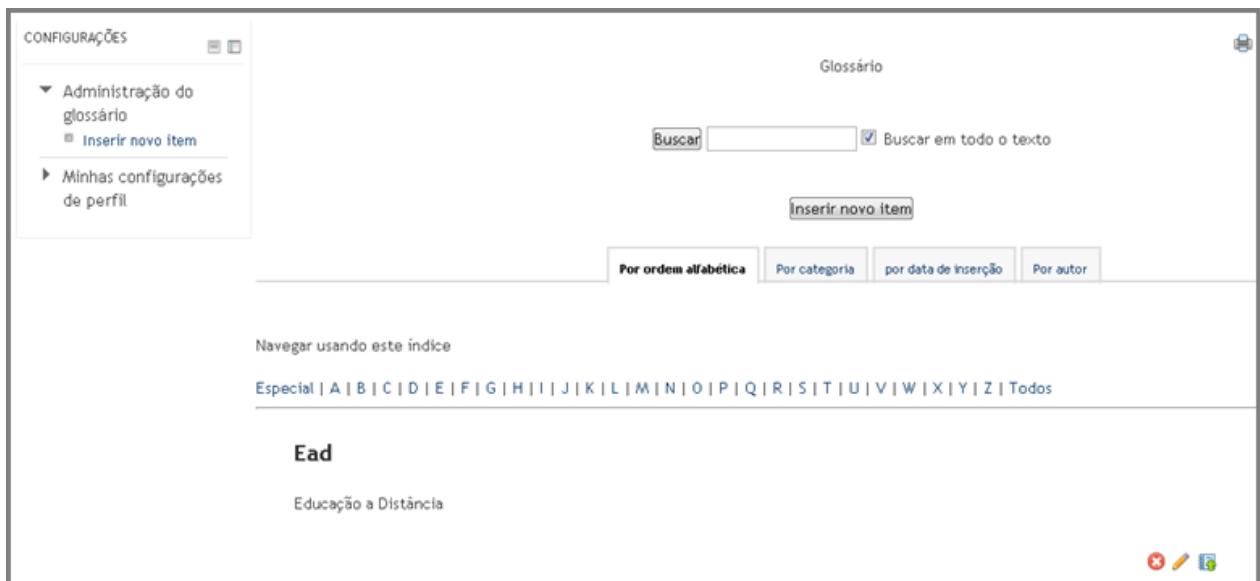 CONFIGURAÇÕES
Administração do
glossário
Inserir novo item
Minhas configurações
de perfil
Glossário
Buscar Buscar em todo o texto
Inserir novo item
Por ordem alfabética Por categoria por data de inserção Por autor
Navegar usando este índice
Especial | A | B | C | D | E | F | G | H | I | J | K | L | M | N | O | P | Q | R | S | T | U | V | W | X | Y | Z | Todos
Ead
Educação a Distância